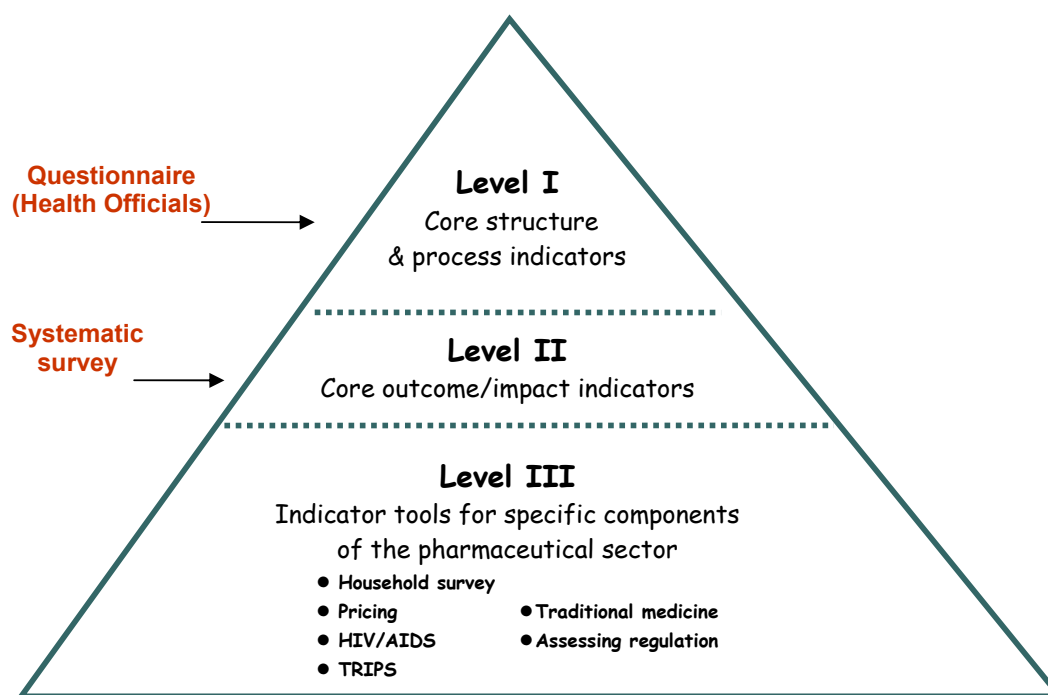 Questionnaire
(Health Officials)
Level I
Core structure
& process indicators
Systematic
survey
Level II
Core outcome/impact indicators
Level III
Indicator tools for specific components
of the pharmaceutical sector
● Household survey
● Pricing
● Traditional medicine
● HIV/AIDS
● Assessing regulation
● TRIPS